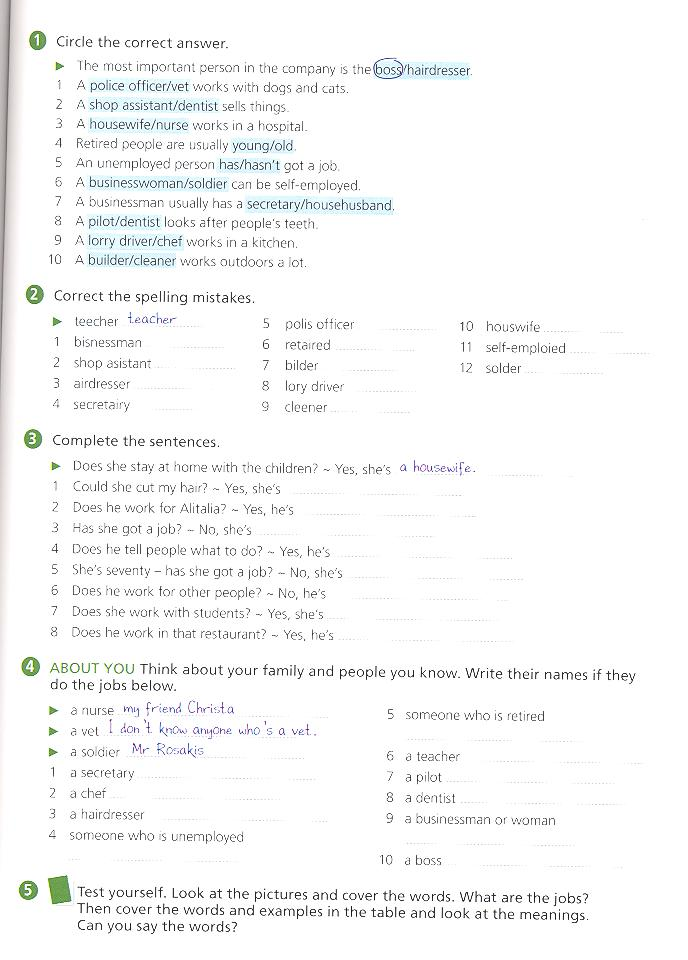 1 Circle the correct answer.
► The most important person in the company is the boss/hairdresser.
1 A police officer/vet works with dogs and cats.
2 A shop assistant/dentist sells things.
3 A housewife/nurse works in a hospital.
4 Retired people are usually young/old.
5 An unemployed person has/hasn't got a job.
6 A businesswoman/soldier can be self-employed.
7 A businessman usually has a secretary/househusband.
8 A pilot/dentist looks after people's teeth.
9 A lorry driver/chef works in a kitchen.
10 A builder/cleaner works outdoors a lot.
2 Correct the spelling mistakes.
► teecher teacher
1 bisnessman
2 shop asistant
3 airdresser
4 secretairy
5 polis officer
6 retaired
7 bilder
8 lory driver
9 cleener
10 houswife
11 self-emploied
12 solder
3 Complete the sentences.
► Does she stay at home with the children? ~ Yes, she's a housewife.
1 Could she cut my hair? ~ Yes, she's
2 Does he work for Alitalia? ~ Yes, he's
3 Has she got a job? ~ No, she's
4 Does he tell people what to do? ~ Yes, he's
5 She's seventy – has she got a job? ~ No, she's
6 Does he work for other people? ~ No, he's
7 Does she work with students? ~ Yes, she's
8 Does he work in that restaurant? ~ Yes, he's
4 ABOUT YOU Think about your family and people you know. Write their names if they
do the jobs below.
► a nurse my friend Christa
► a vet I don't know anyone who's a vet.
► a soldier Mr Rosakis
1 a secretary
2 a chef
3 a hairdresser
4 someone who is unemployed
5 someone who is retired
6 a teacher
7 a pilot
8 a dentist
9 a businessman or woman
10 a boss
5 Test yourself. Look at the pictures and cover the words. What are the jobs?
Then cover the words and examples in the table and look at the meanings.
Can you say the words?